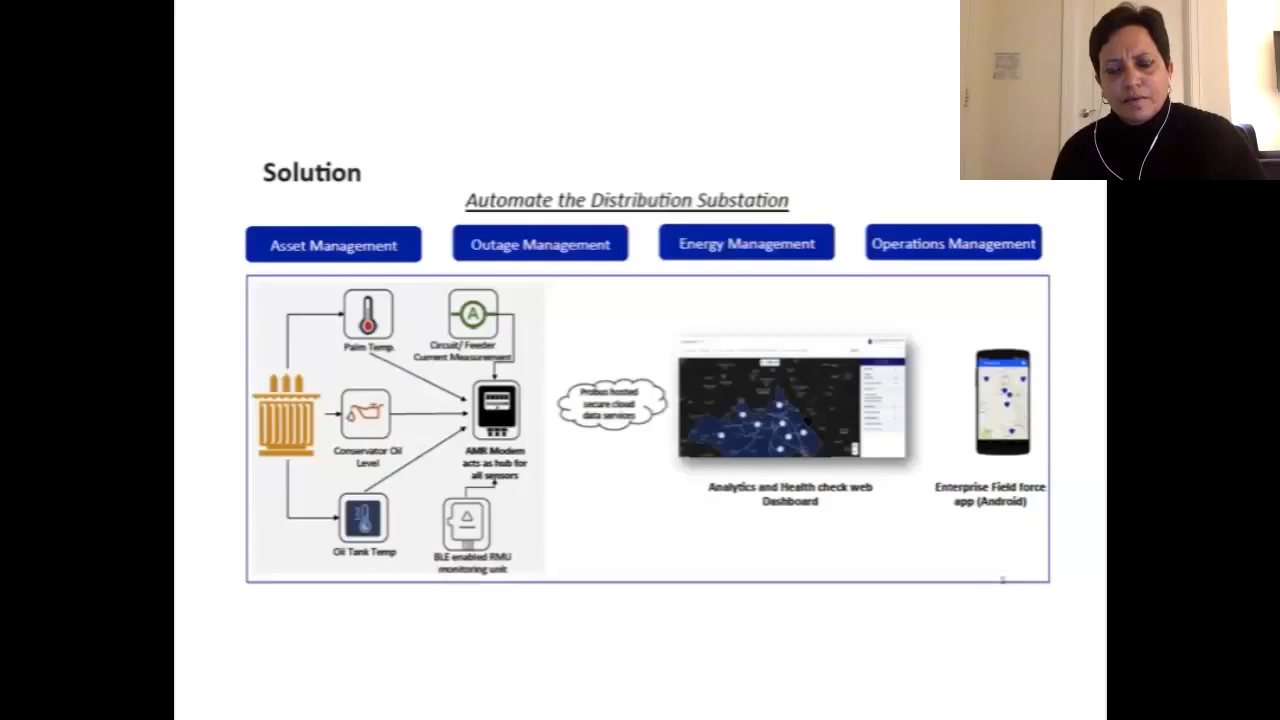 Solution
Automate the Distribution Substation
Asset Management
Outage Management
Energy Management
Operations Management
Palm Temp.
Circuit/ Feeder
Current Measurement
A
Conservator Oil
Level
AMR Modem
acts as hub for
all sensors
Oil Tank Temp
BLE enabled RMU
monitoring unit
Probus hosted
secure cloud
data services
Analytics and Health check web
Dashboard
Enterprise Field force
app (Android)
5